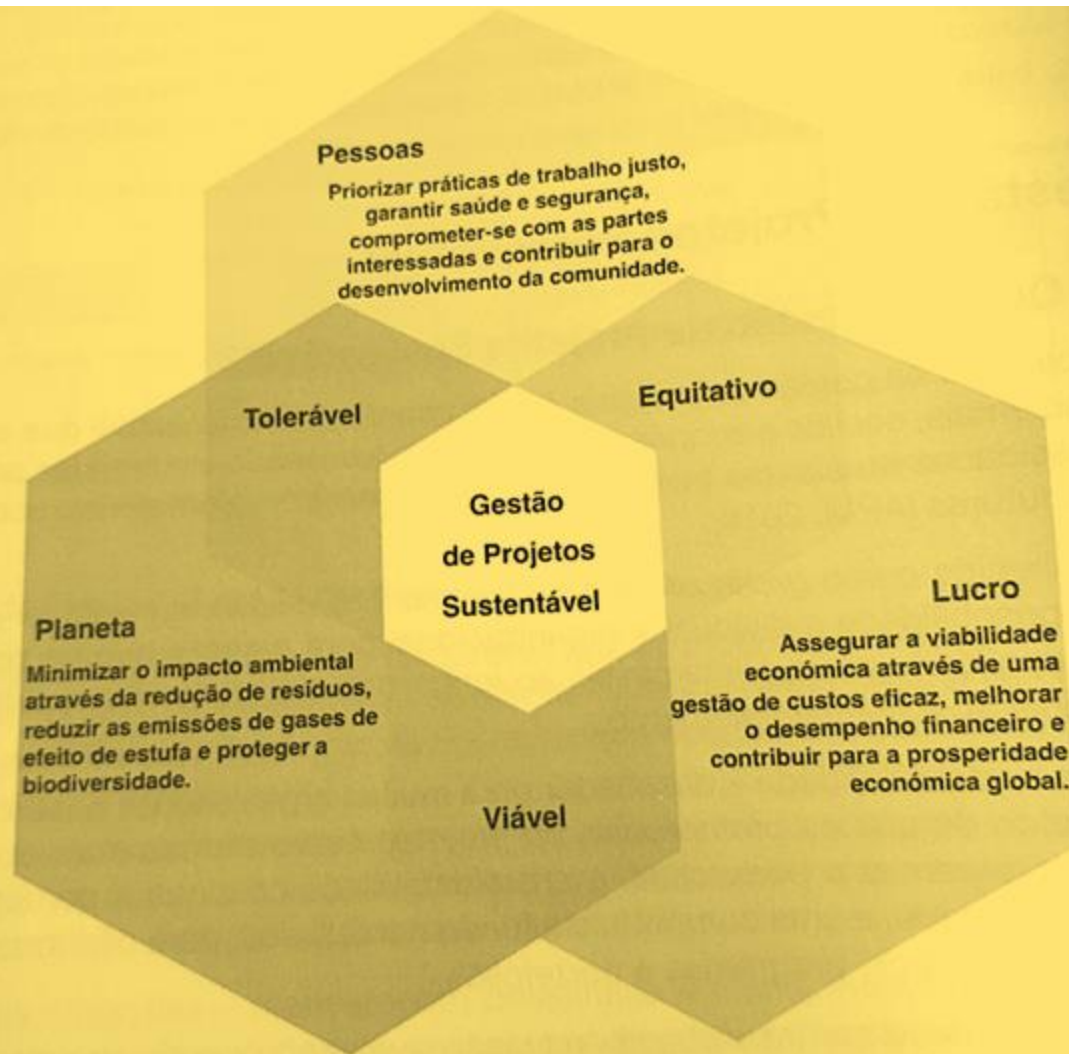 Pessoas
Priorizar práticas de trabalho justo,
garantir saúde e segurança,
comprometer-se com as partes
interessadas e contribuir para o
desenvolvimento da comunidade.
Tolerável
Equitativo
Gestão
de Projetos
Sustentável
Planeta
Minimizar o impacto ambiental
através da redução de resíduos,
reduzir as emissões de gases de
efeito de estufa e proteger a
biodiversidade.
Lucro
Assegurar a viabilidade
económica através de uma
gestão de custos eficaz, melhorar
o desempenho financeiro e
contribuir para a prosperidade
económica global.
Viável